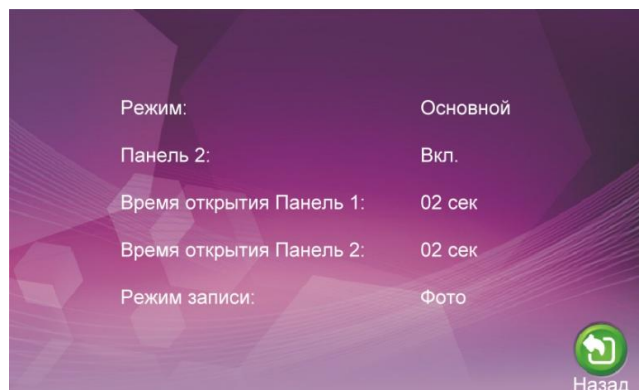 Режим: Основной
Панель 2: Вкл.
Время открытия Панель 1: 02 сек
Время открытия Панель 2: 02 сек
Режим записи: Фото
Назад